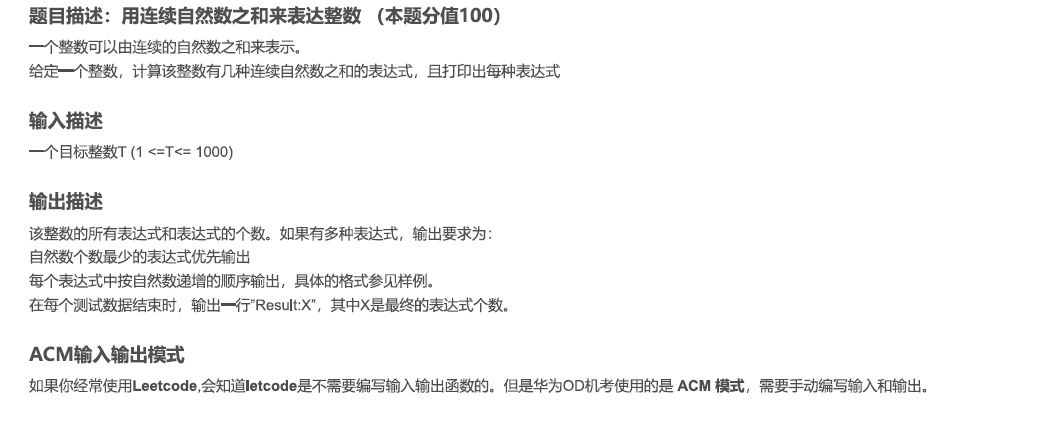 题目描述：用连续自然数之和来表达整数 （本题分值100）
一个整数可以由连续的自然数之和来表示。
给定一个整数，计算该整数有几种连续自然数之和的表达式，且打印出每种表达式
输入描述
一个目标整数T (1 <=T<= 1000)
输出描述
该整数的所有表达式和表达式的个数。如果有多种表达式，输出要求为：
自然数个数最少的表达式优先输出
每个表达式中按自然数递增的顺序输出，具体的格式参见样例。
在每个测试数据结束时，输出一行”Result:X”，其中X是最终的表达式个数。
ACM输入输出模式
如果你经常使用Leetcode,会知道letcode是不需要编写输入输出函数的。但是华为OD机考使用的是 ACM 模式，需要手动编写输入和输出。